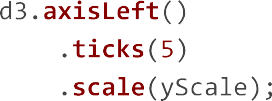 d3.axisLeft()
    .ticks(5)
    .scale(yScale);